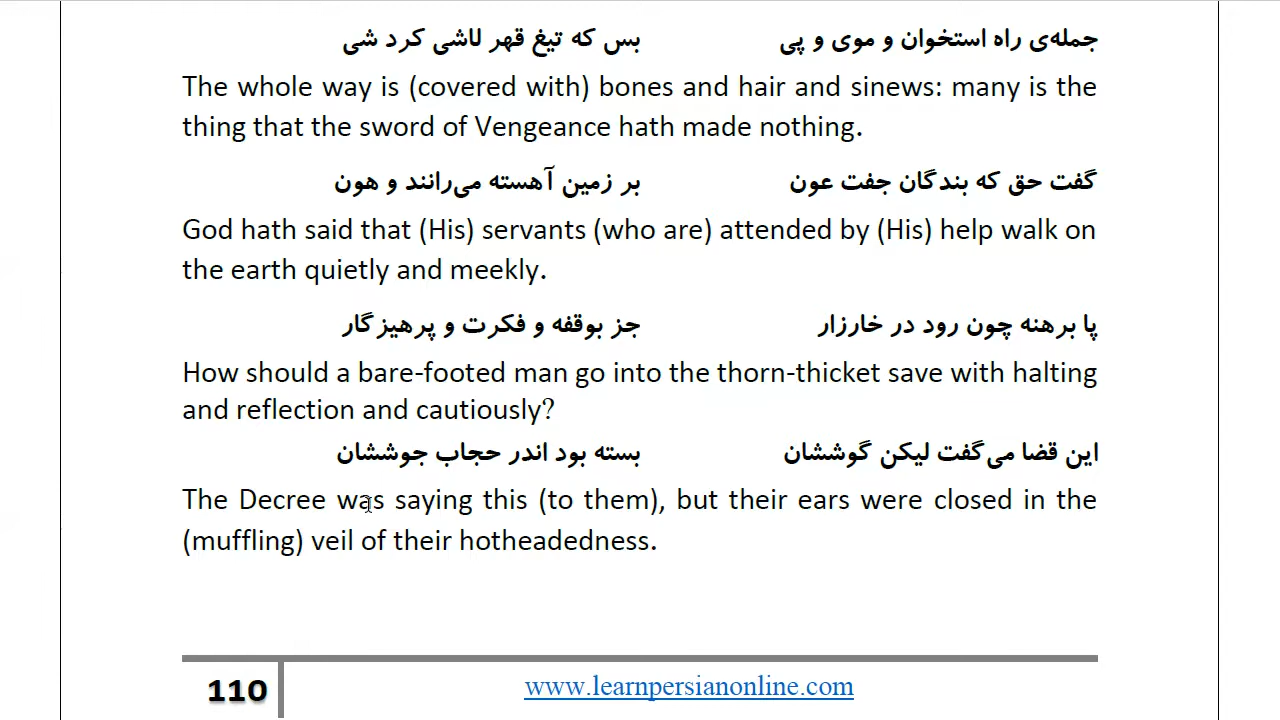 جمله‌ی راه استخوان و موی و پی    بس که تیغ قهر لاشی کرد شی
The whole way is (covered with) bones and hair and sinews: many is the
thing that the sword of Vengeance hath made nothing.
گفت حق که بندگان جفت عون    بر زمین آهسته می‌رانند و هون
God hath said that (His) servants (who are) attended by (His) help walk on
the earth quietly and meekly.
پا برهنه چون رود در خارزار    جز بوقفه و فکرت و پرهیزگار
How should a bare-footed man go into the thorn-thicket save with halting
and reflection and cautiously?
این قضا می‌گفت لیکن گوششان    بسته بود اندر حجاب جوششان
The Decree was saying this (to them), but their ears were closed in the
(muffling) veil of their hotheadedness.
110    www.learnpersianonline.com